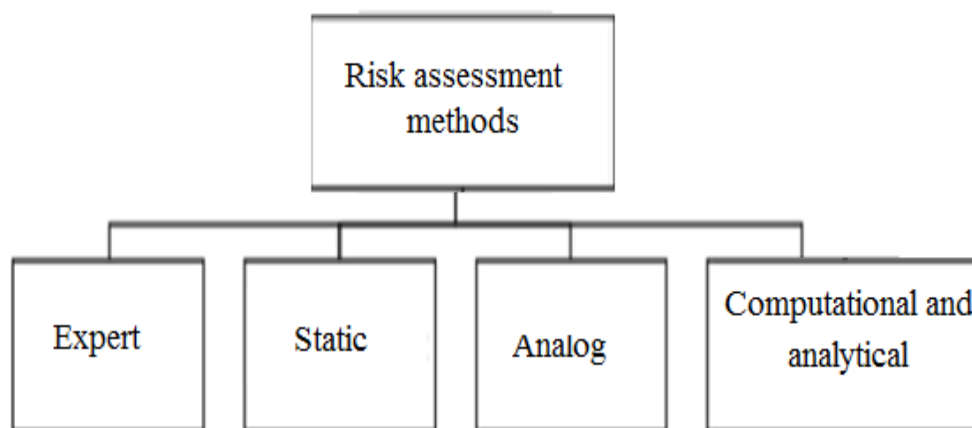 Risk assessment
methods
Expert
Static
Analog
Computational and
analytical